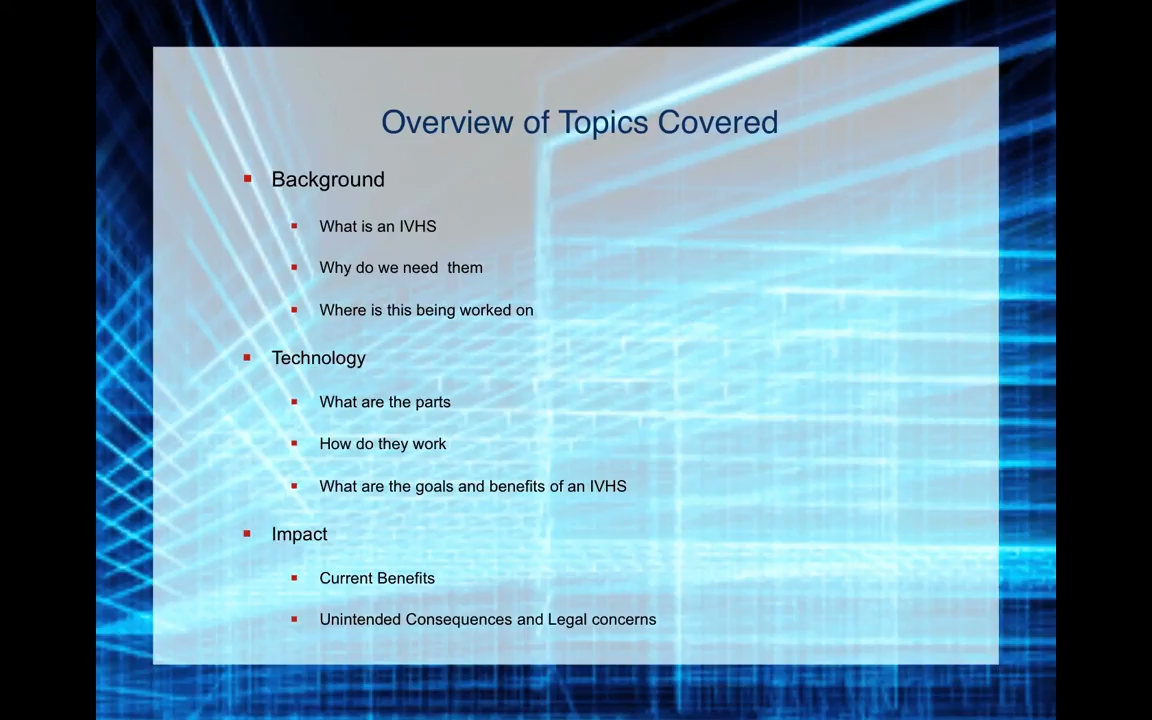 Overview of Topics Covered
Background
What is an IVHS
Why do we need  them
Where is this being worked on
Technology
What are the parts
How do they work
What are the goals and benefits of an IVHS
Impact
Current Benefits
Unintended Consequences and Legal concerns